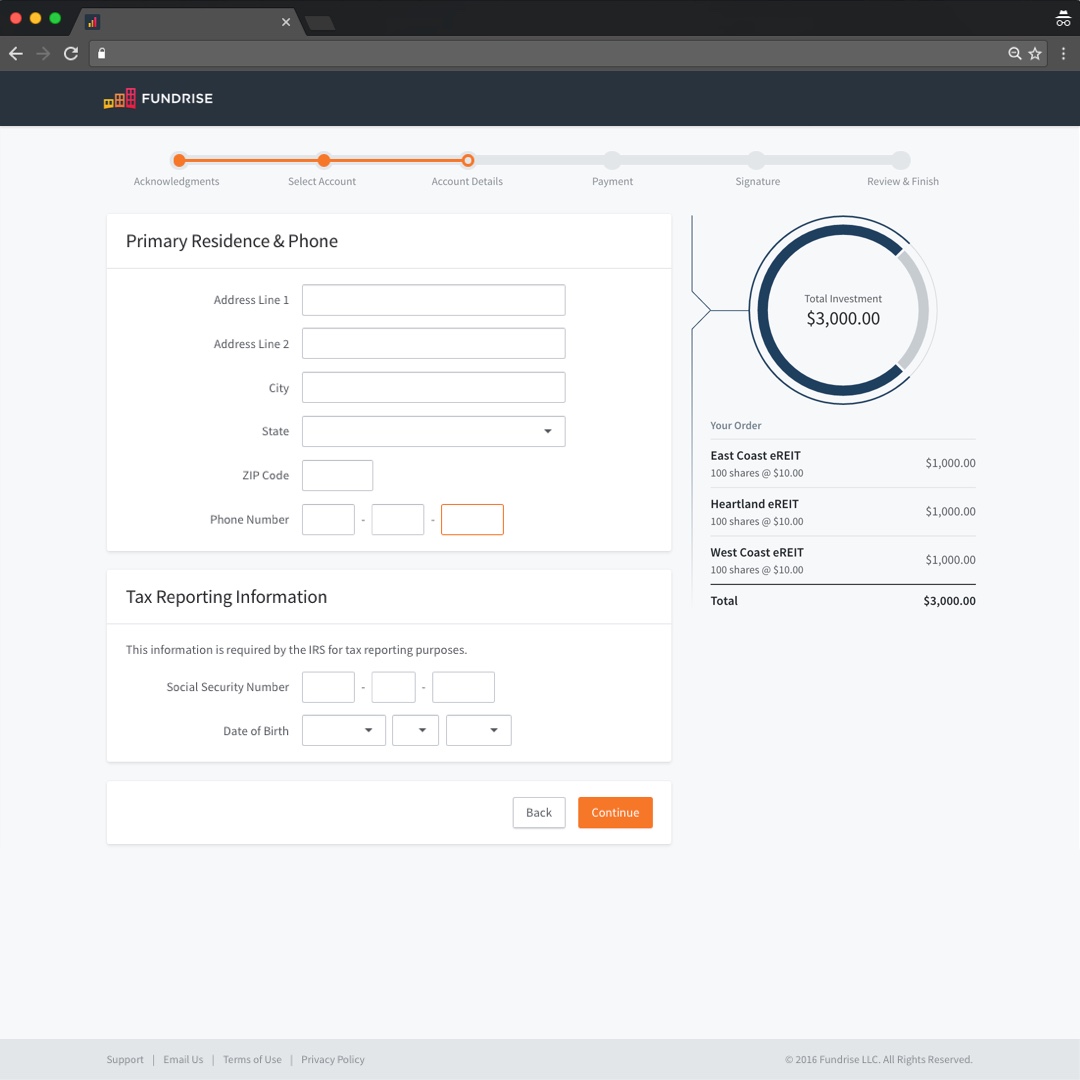 FUNDRISE
Acknowledgments Select Account Account Details Payment Signature Review & Finish
Primary Residence & Phone
Address Line 1
Address Line 2
City
State
ZIP Code
Phone Number - -
Tax Reporting Information
This information is required by the IRS for tax reporting purposes.
Social Security Number - -
Date of Birth
Back Continue
Total Investment
$3,000.00
Your Order
East Coast eREIT $1,000.00
100 shares @ $10.00
Heartland eREIT $1,000.00
100 shares @ $10.00
West Coast eREIT $1,000.00
100 shares @ $10.00
Total $3,000.00
Support | Email Us | Terms of Use | Privacy Policy © 2016 Fundrise LLC. All Rights Reserved.